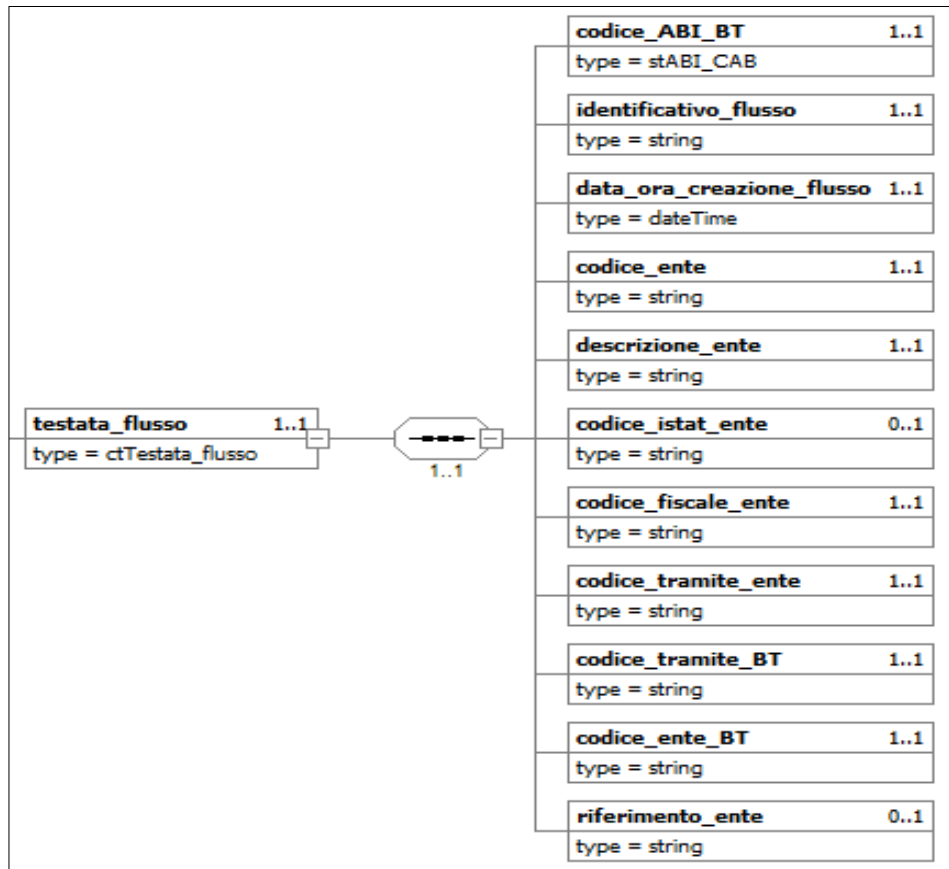 codice_ABI_BT 1..1
type = stABI_CAB
identificativo_flusso 1..1
type = string
data_ora_creazione_flusso 1..1
type = dateTime
codice_ente 1..1
type = string
descrizione_ente 1..1
type = string
testata_flusso 1..1
type = ctTestata_flusso
1..1
codice_istat_ente 0..1
type = string
codice_fiscale_ente 1..1
type = string
codice_tramite_ente 1..1
type = string
codice_tramite_BT 1..1
type = string
codice_ente_BT 1..1
type = string
riferimento_ente 0..1
type = string